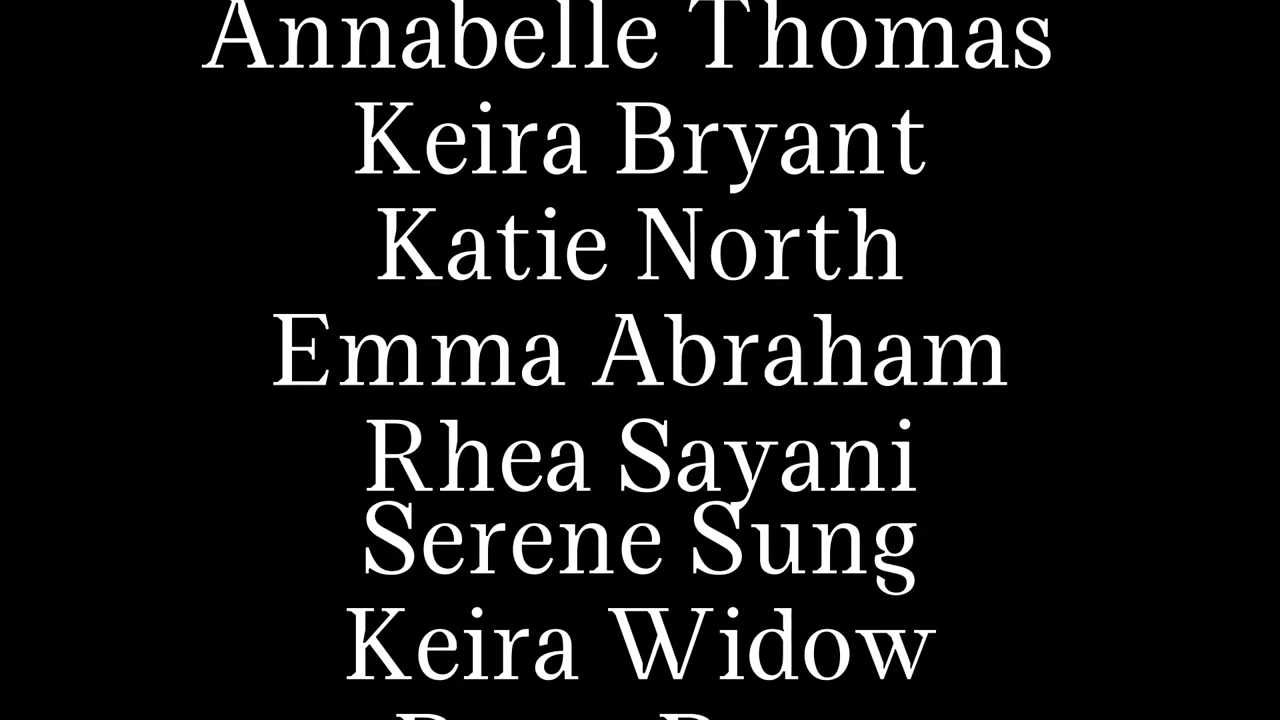 Annabelle Thomas
Keira Bryant
Katie North
Emma Abraham
Rhea Sayani
Serene Sung
Keira Widow